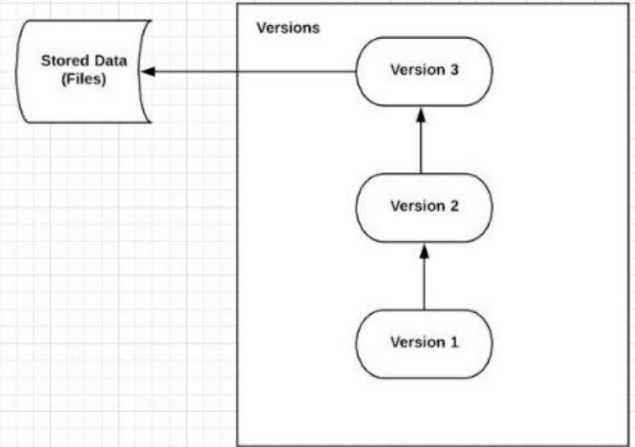 Stored Data
(Files)
Versions
Version 3
Version 2
Version 1